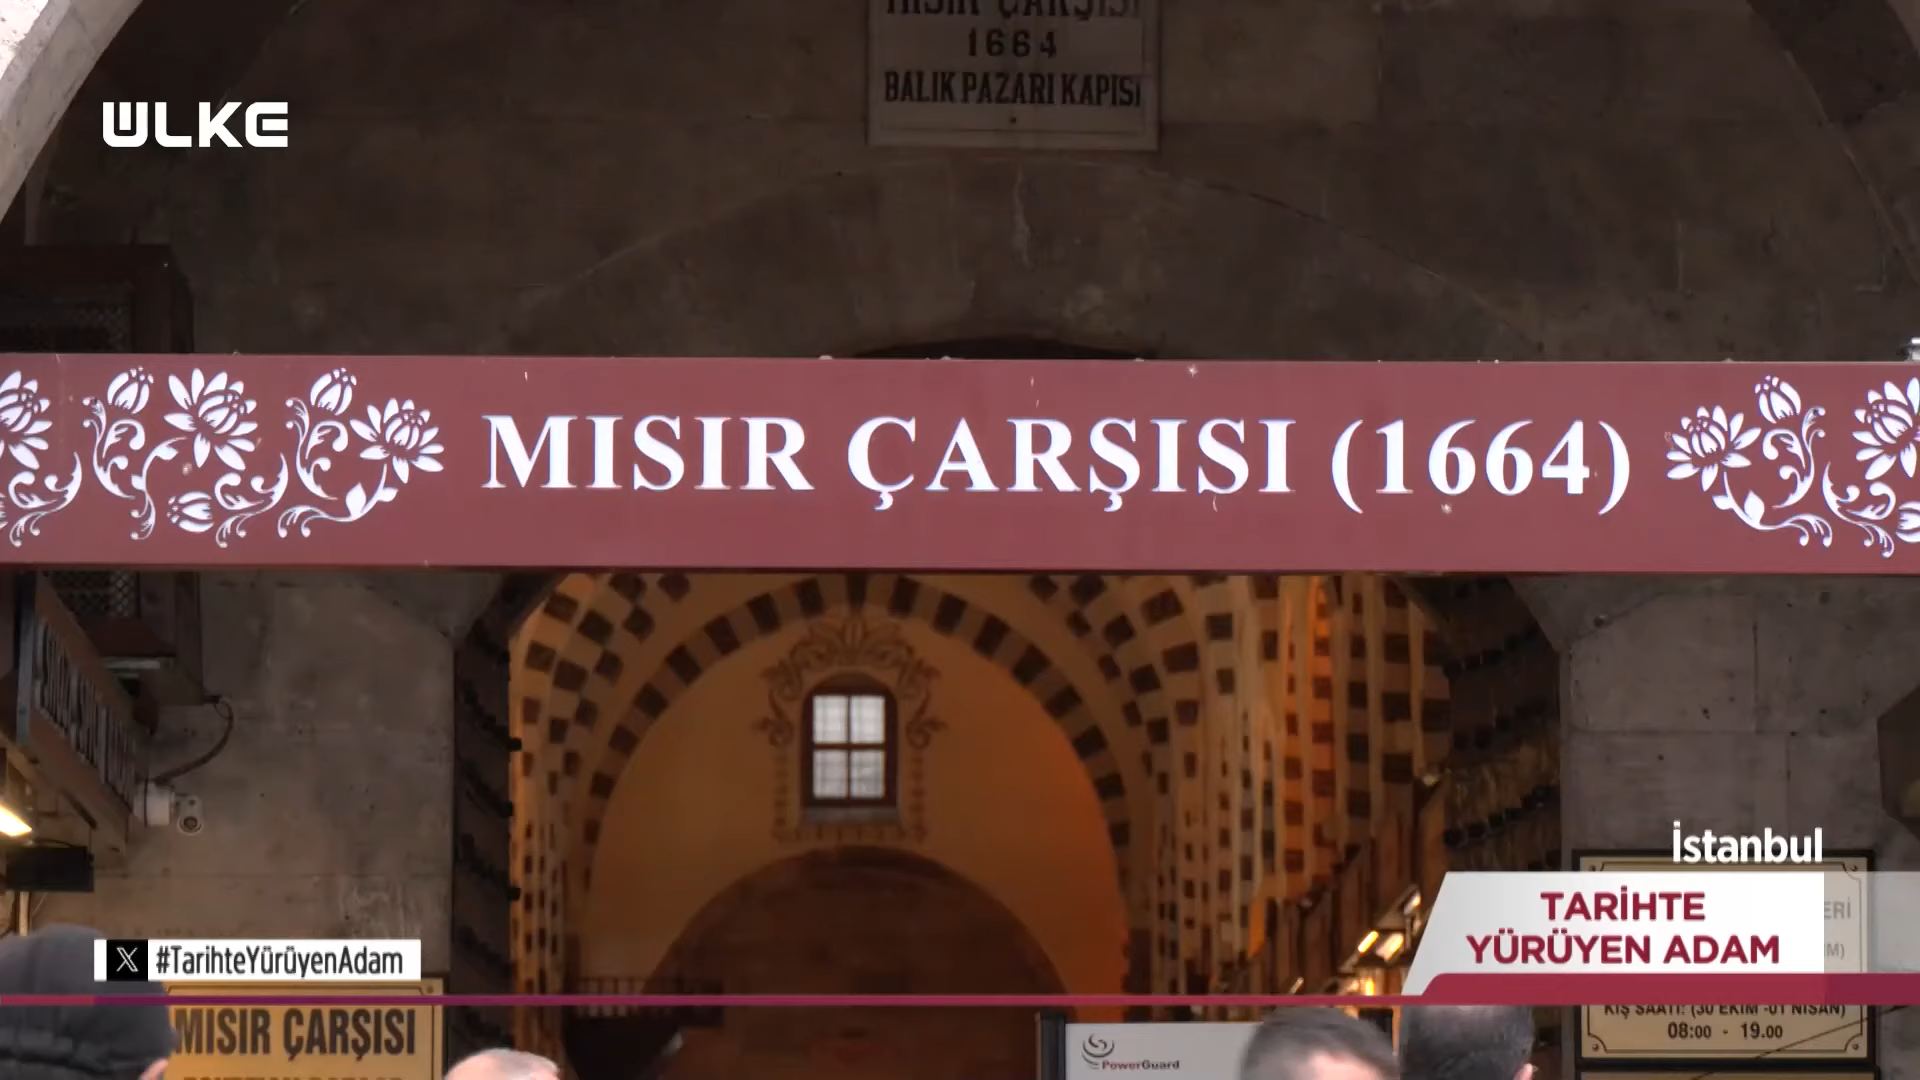 MISIR ÇARŞISI
1664
BALIK PAZARI KAPISI
ULKE
MISIR ÇARŞISI (1664)
İstanbul
TARİHTE
YÜRÜYEN ADAM
#TarihteYürüyenAdam
KIŞ SAATİ: (30 EKİM -01 NİSAN)
08:00 - 19.00
MISIR ÇARŞISI
PowerGuard